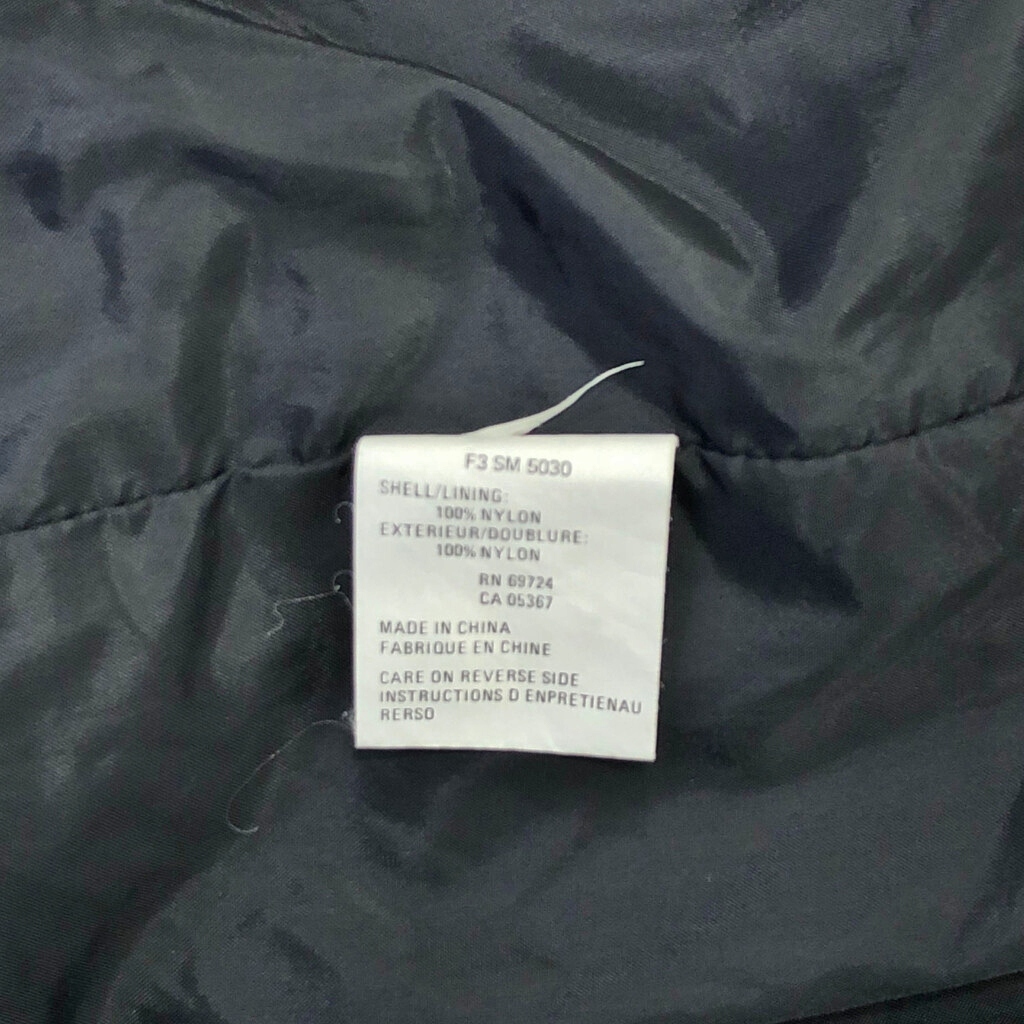 F3 SM 5030
SHELL/LINING:
100% NYLON
EXTERIEUR/DOUBLURE:
100% NYLON
RN 69724
CA 05367
MADE IN CHINA
FABRIQUE EN CHINE
CARE ON REVERSE SIDE
INSTRUCTIONS D ENPRETIENAU
RERSO